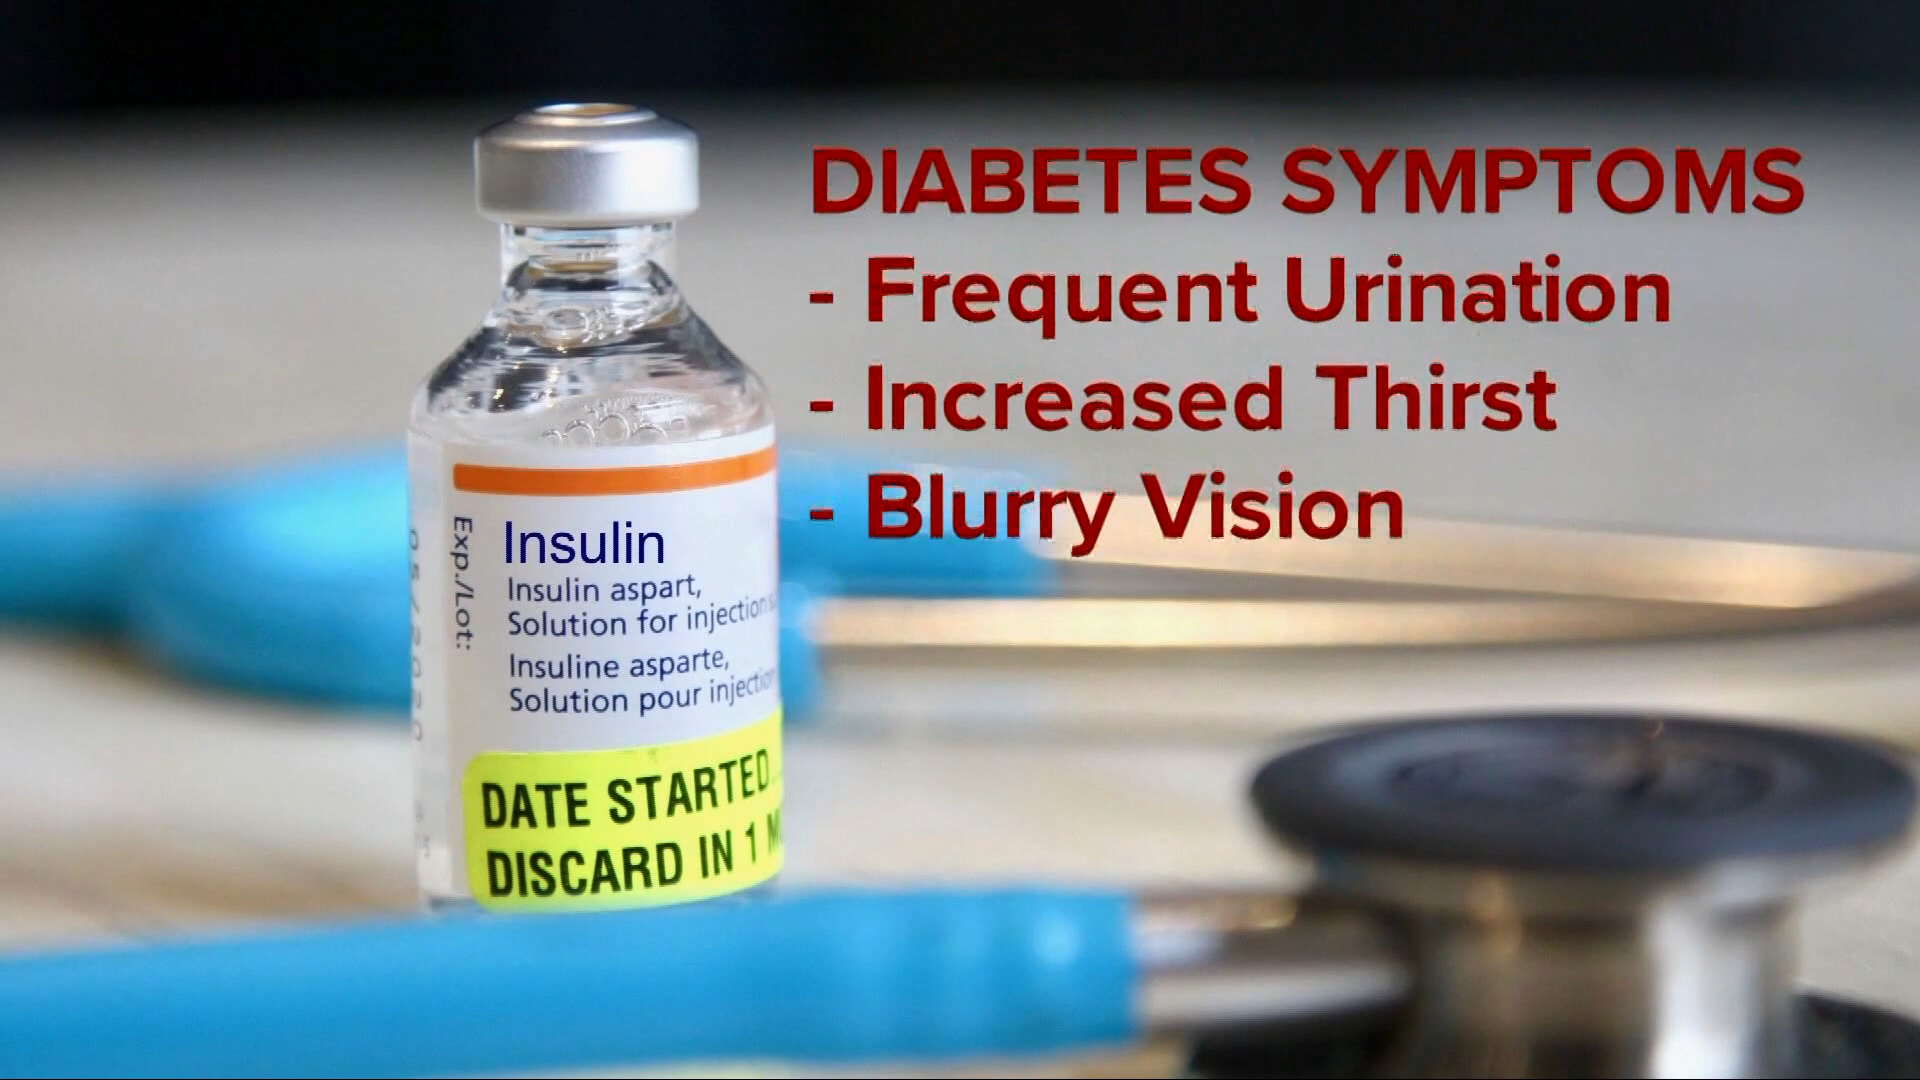 DIABETES SYMPTOMS
- Frequent Urination
- Increased Thirst
- Blurry Vision
Exp./Lot:
Insulin
Insulin aspart,
Solution for injection
Insuline asparte,
Solution pour injection
DATE STARTED
DISCARD IN 1